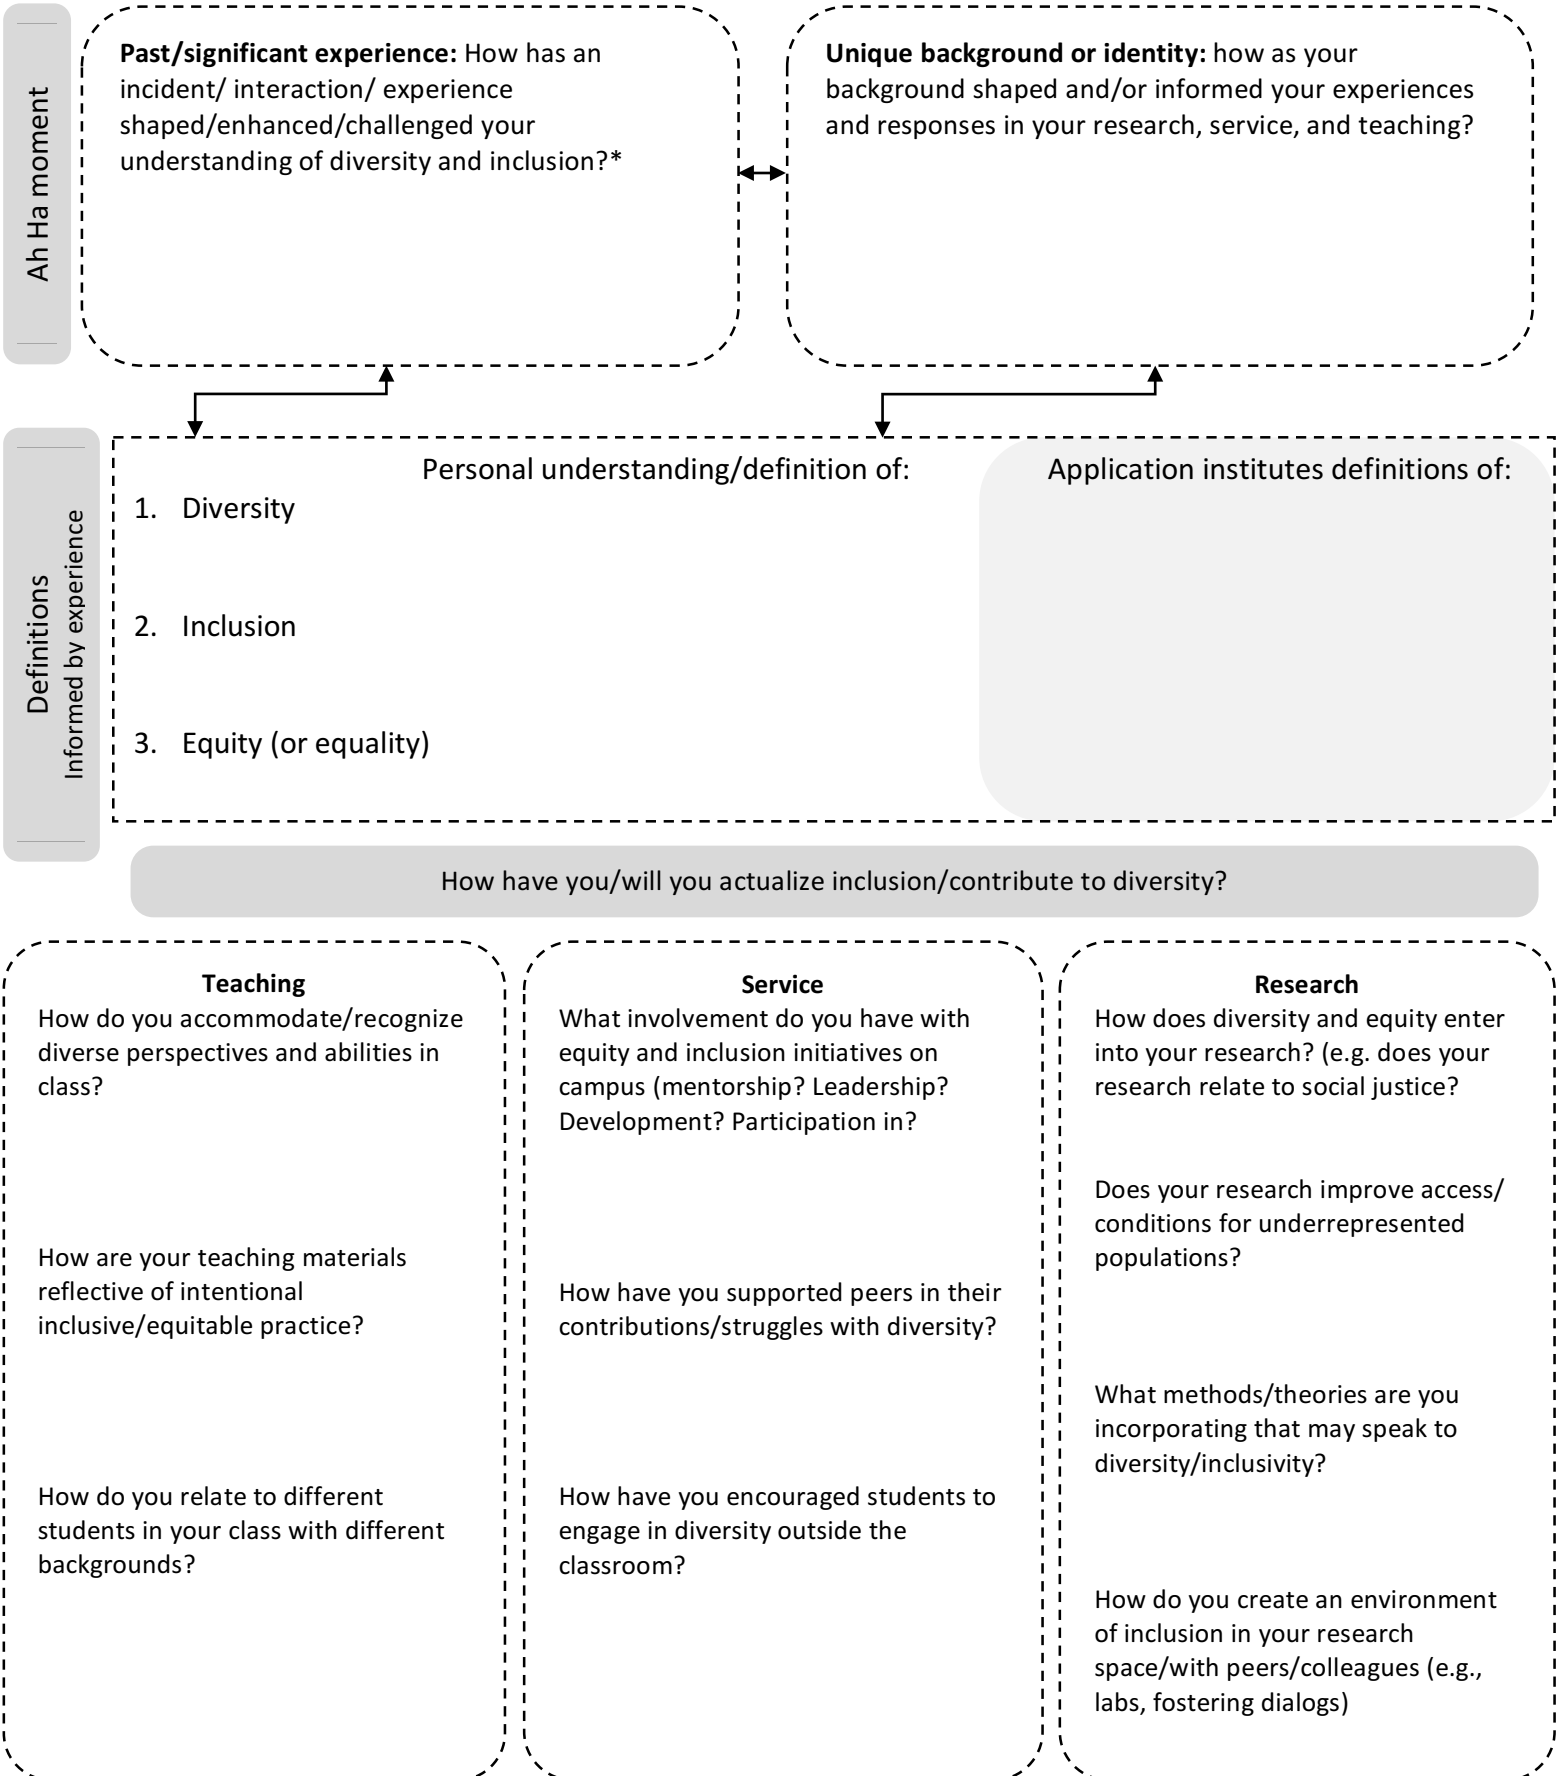 Ah Ha moment
Past/significant experience: How has an
incident/ interaction/ experience
shaped/enhanced/challenged your
understanding of diversity and inclusion?*
Unique background or identity: how as your
background shaped and/or informed your experiences
and responses in your research, service, and teaching?
Definitions
Informed by experience
Personal understanding/definition of:
1. Diversity
2. Inclusion
3. Equity (or equality)
Application institutes definitions of:
How have you/will you actualize inclusion/contribute to diversity?
Teaching
How do you accommodate/recognize
diverse perspectives and abilities in
class?
How are your teaching materials
reflective of intentional
inclusive/equitable practice?
How do you relate to different
students in your class with different
backgrounds?
Service
What involvement do you have with
equity and inclusion initiatives on
campus (mentorship? Leadership?
Development? Participation in?
How have you supported peers in their
contributions/struggles with diversity?
How have you encouraged students to
engage in diversity outside the
classroom?
Research
How does diversity and equity enter
into your research? (e.g. does your
research relate to social justice?
Does your research improve access/
conditions for underrepresented
populations?
What methods/theories are you
incorporating that may speak to
diversity/inclusivity?
How do you create an environment
of inclusion in your research
space/with peers/colleagues (e.g.,
labs, fostering dialogs)